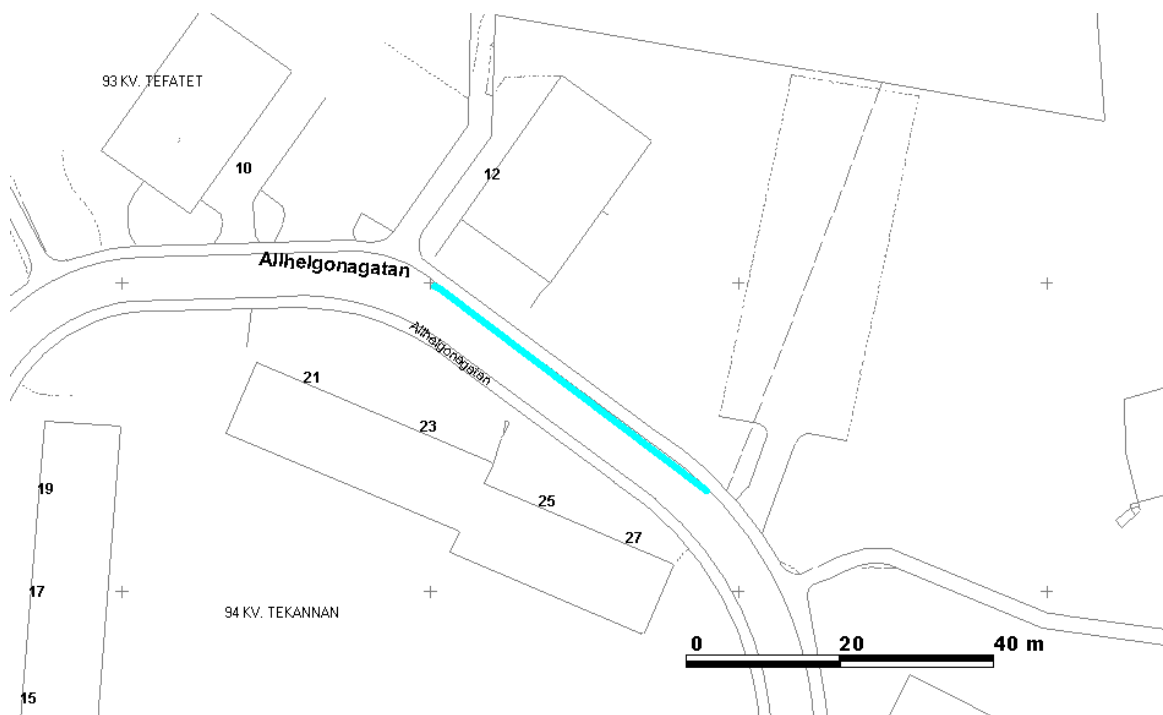 93 KV. TEFATET
10
12
Allhelgonagatan
Allhelgonagatan
21
23
19
25
27
17
94 KV. TEKANNAN
0 20 40 m
15